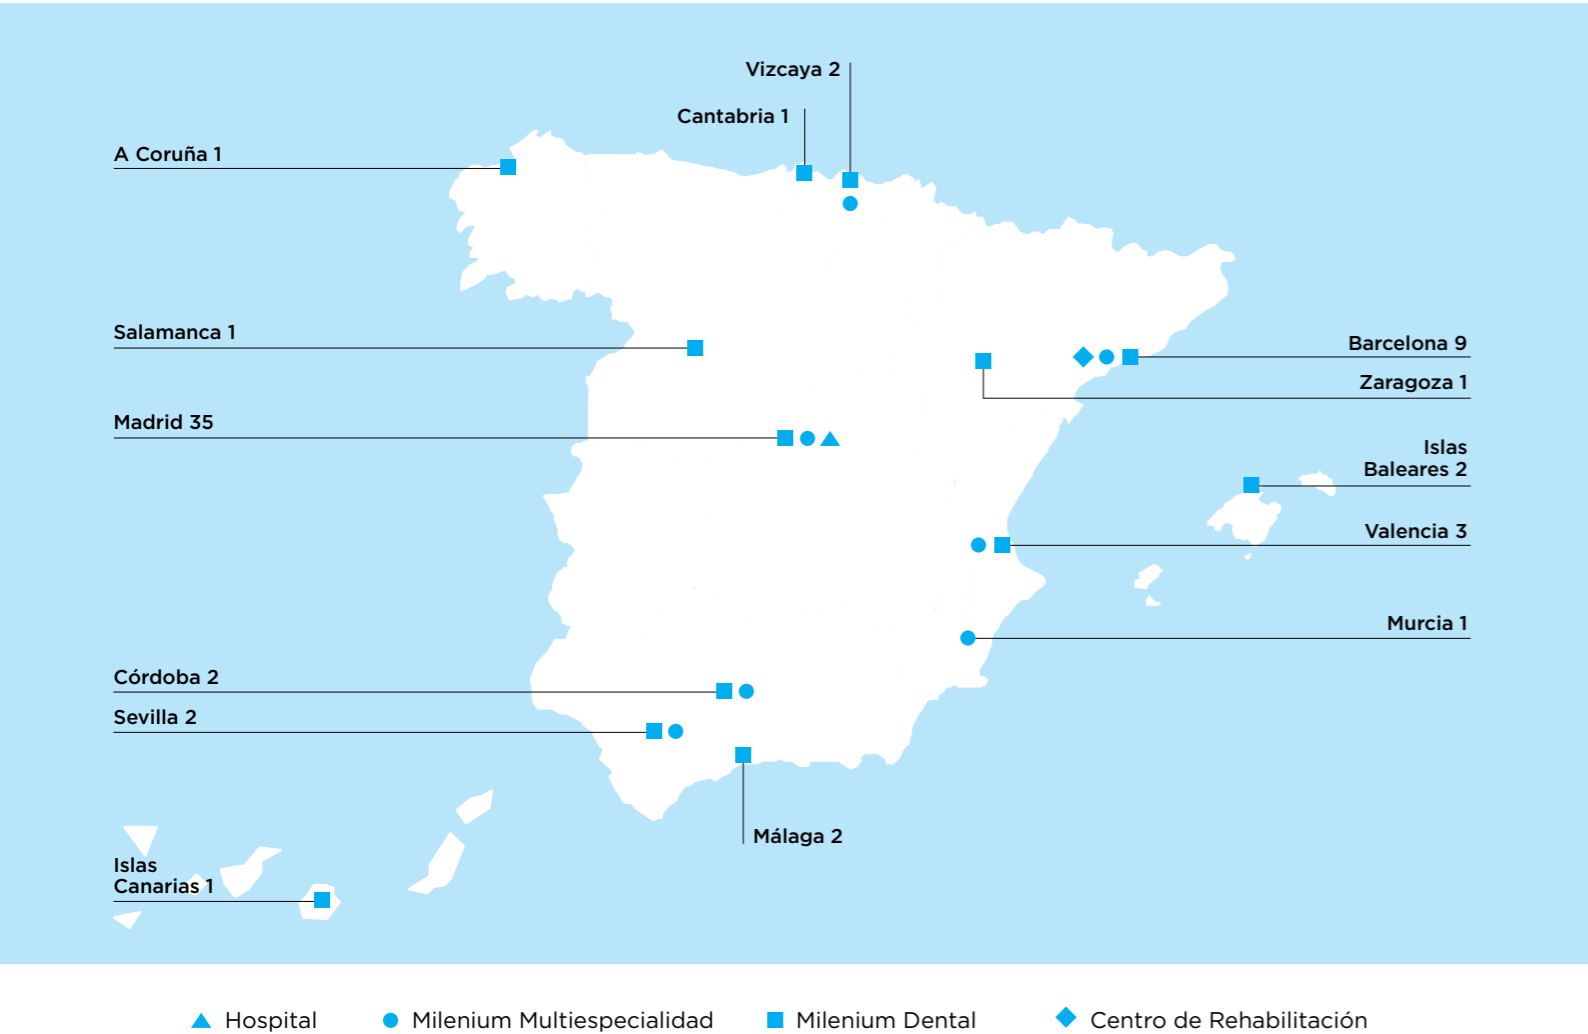 Vizcaya 2
Cantabria 1
A Coruña 1
Salamanca 1
Barcelona 9
Zaragoza 1
Madrid 35
Islas
Baleares 2
Valencia 3
Murcia 1
Córdoba 2
Sevilla 2
Málaga 2
Islas
Canarias 1
Hospital
Milenium Multiespecialidad
Milenium Dental
Centro de Rehabilitación